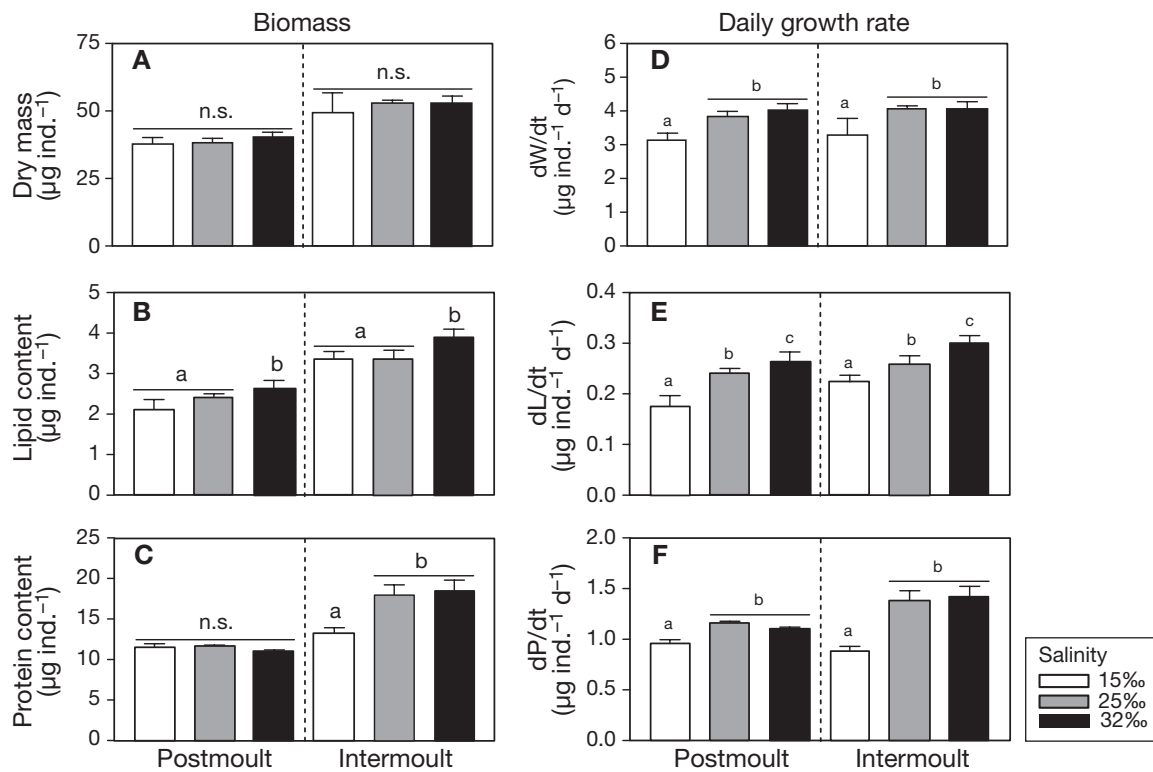 Biomass
Daily growth rate
A
Dry mass
(µg ind.⁻¹)
75
50
25
0
n.s.
n.s.
D
dW/dt
(µg ind.⁻¹ d⁻¹)
6
5
4
3
2
1
0
a
b
a
b
B
Lipid content
(µg ind.⁻¹)
5
4
3
2
1
0
a
b
a
b
E
dL/dt
(µg ind.⁻¹ d⁻¹)
0.4
0.3
0.2
0.1
0.0
a
b
c
a
b
c
C
Protein content
(µg ind.⁻¹)
25
20
15
10
5
0
n.s.
a
b
Postmoult
Intermoult
F
dP/dt
(µg ind.⁻¹ d⁻¹)
2.0
1.5
1.0
0.5
0.0
a
b
a
b
Postmoult
Intermoult
Salinity
15‰
25‰
32‰